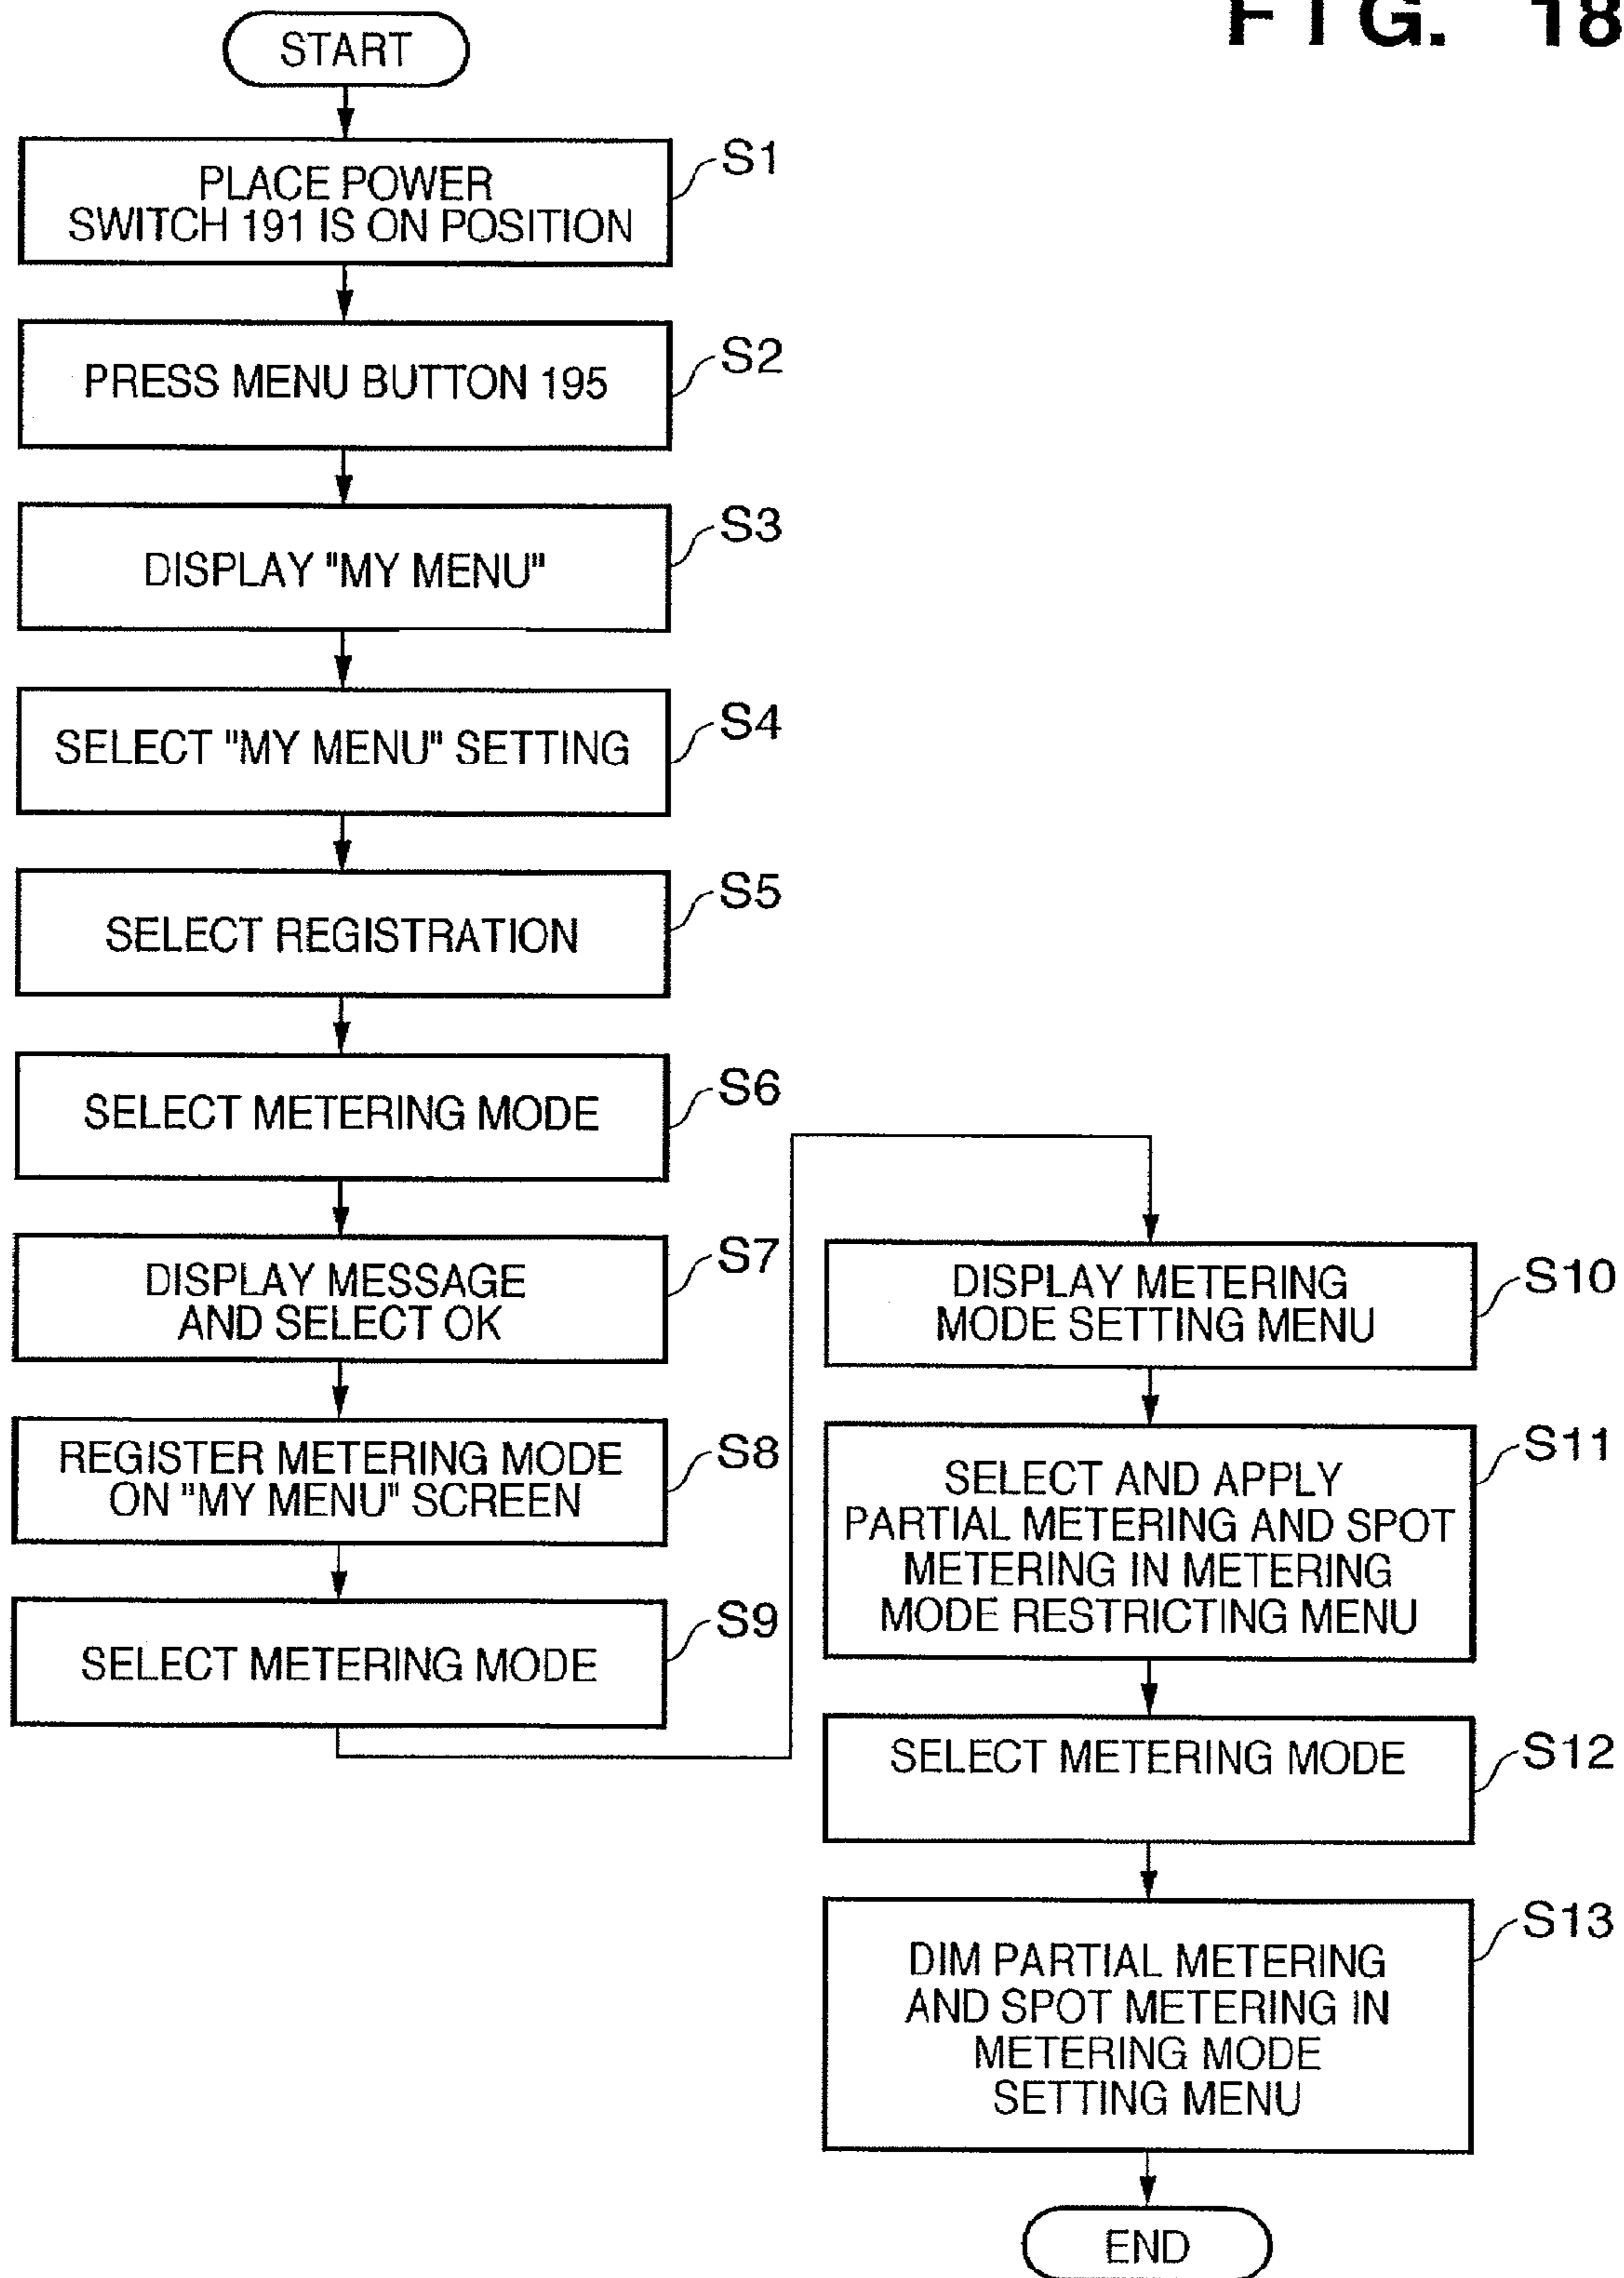 FIG. 18
START
PLACE POWER
SWITCH 191 IS ON POSITION
S1
PRESS MENU BUTTON 195
S2
DISPLAY "MY MENU"
S3
SELECT "MY MENU" SETTING
S4
SELECT REGISTRATION
S5
SELECT METERING MODE
S6
DISPLAY MESSAGE
AND SELECT OK
S7
REGISTER METERING MODE
ON "MY MENU" SCREEN
S8
SELECT METERING MODE
S9
DISPLAY METERING
MODE SETTING MENU
S10
SELECT AND APPLY
PARTIAL METERING AND SPOT
METERING IN METERING
MODE RESTRICTING MENU
S11
SELECT METERING MODE
S12
DIM PARTIAL METERING
AND SPOT METERING IN
METERING MODE
SETTING MENU
S13
END